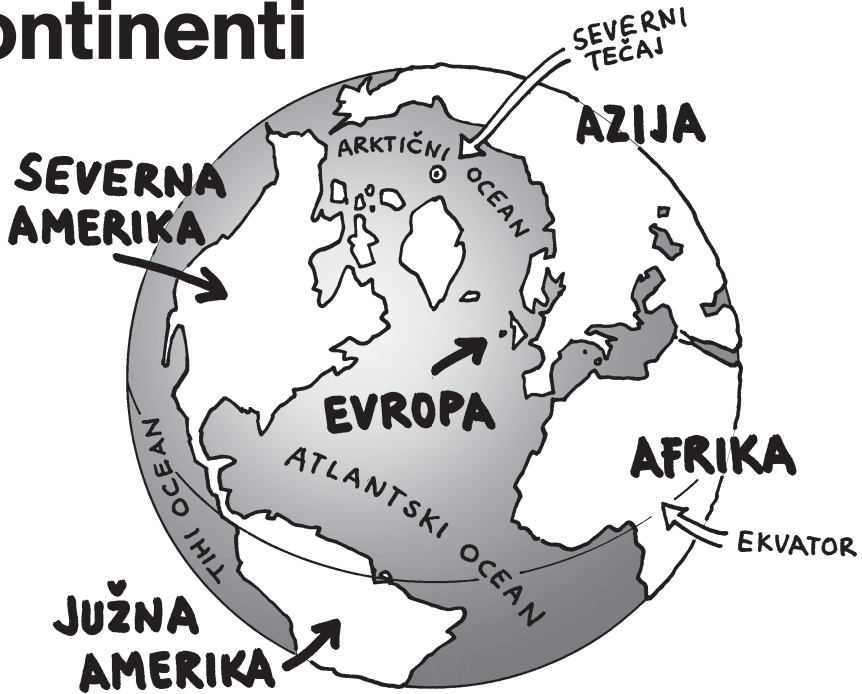 ontinenti
SEVERNI
TEČAJ
AZIJA
ARKTIČNI
OCEAN
SEVERNA
AMERIKA
EVROPA
AFRIKA
TIHI OCEAN
ATLANTSKI OCEAN
EKVATOR
JUŽNA
AMERIKA